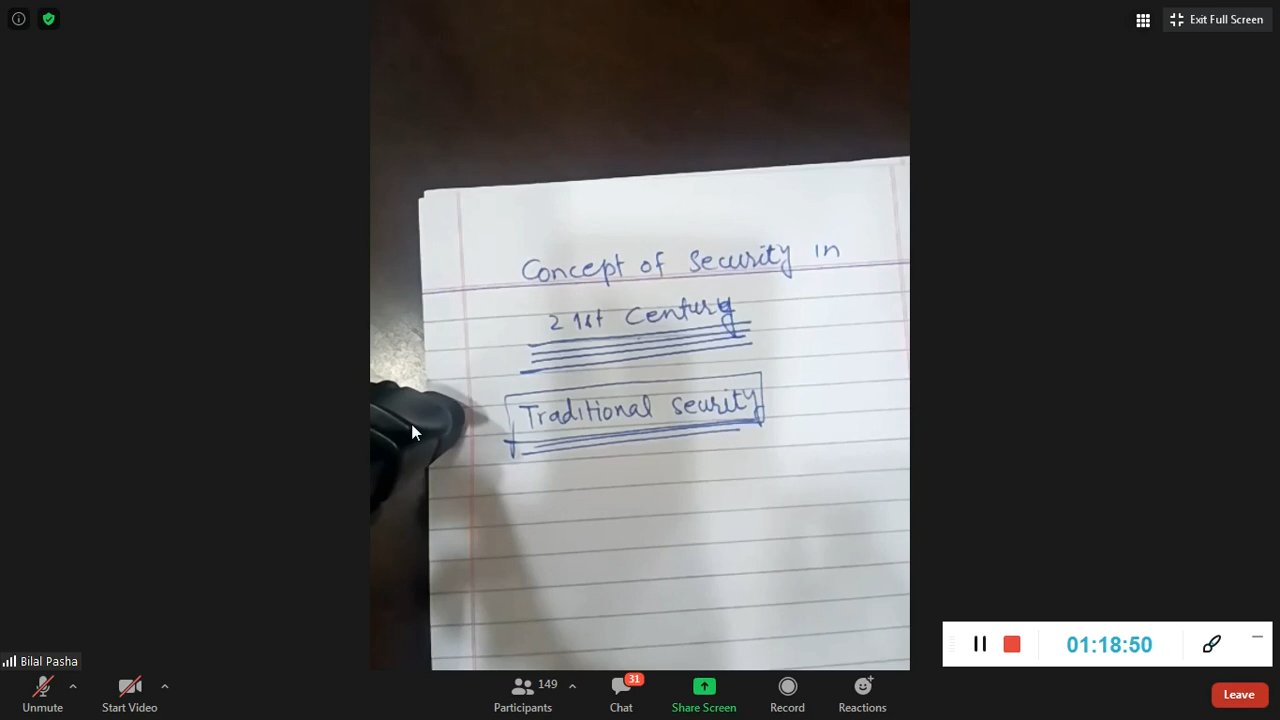 Exit Full Screen
Concept of Security in
21st Century
Traditional Seurity
01:18:50
Bilal Pasha
149
31
Unmute
Start Video
Participants
Chat
Share Screen
Record
Reactions
Leave